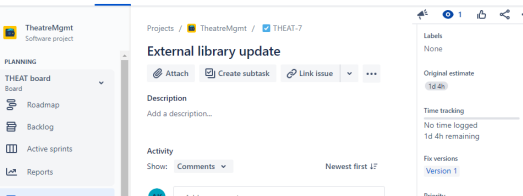 TheatreMgmt
Software project
PLANNING
THEAT board
Board
Roadmap
Backlog
Active sprints
Reports
Projects / TheatreMgmt / THEAT-7
External library update
Attach
Create subtask
Link issue
Description
Add a description...
Activity
Show: Comments
Newest first
1
Labels
None
Original estimate
1d 4h
Time tracking
No time logged
1d 4h remaining
Fix versions
Version 1
Priority